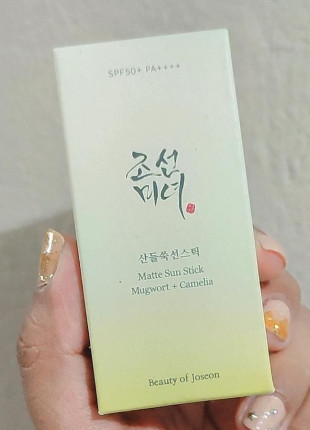 SPF50+ PA++++
조선
미녀
산들쑥선스틱
Matte Sun Stick
Mugwort + Camelia
Beauty of Joseon